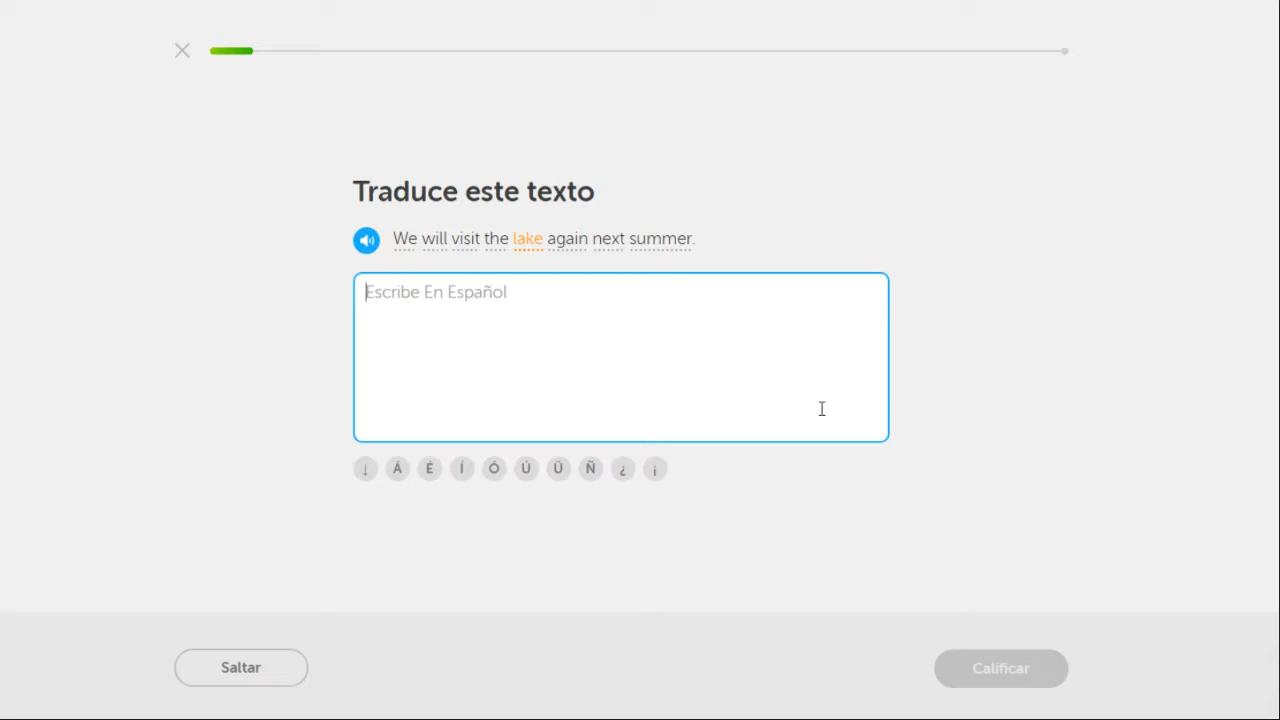 Traduce este texto
We will visit the lake again next summer.
Escribe En Español
↓ Á É Í Ó Ú Ü Ñ ¿ ¡
Saltar
Calificar